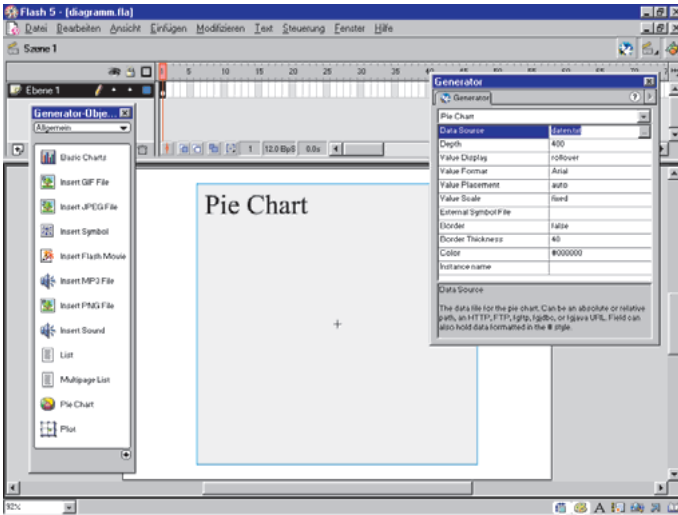 Flash 5 - [diagramm.fla]
Datei Bearbeiten Ansicht Einfügen Modifizieren Text Steuerung Fenster Hilfe
Szene 1
5 10 15 20 25 30 35
Ebene 1
1 12.0 BpS 0.0s
Generator-Obje...
Allgemein
Basic Charts
Insert GIF File
Insert JPEG File
Insert Symbol
Insert Flash Movie
Insert MP3 File
Insert PNG File
Insert Sound
List
Multipage List
Pie Chart
Plot
Pie Chart
Generator
Generator
Pie Chart
Data Source daten.txt
Depth 400
Value Display rollover
Value Format Arial
Value Placement auto
Value Scale fixed
External Symbol File
Border false
Border Thickness 40
Color #000000
Instance name
Data Source
The data file for the pie chart. Can be an absolute or relative
path, an HTTP, FTP, fgftp, fgjdbc, or fgjava URL. Field can
also hold data formatted in the # style.
92%